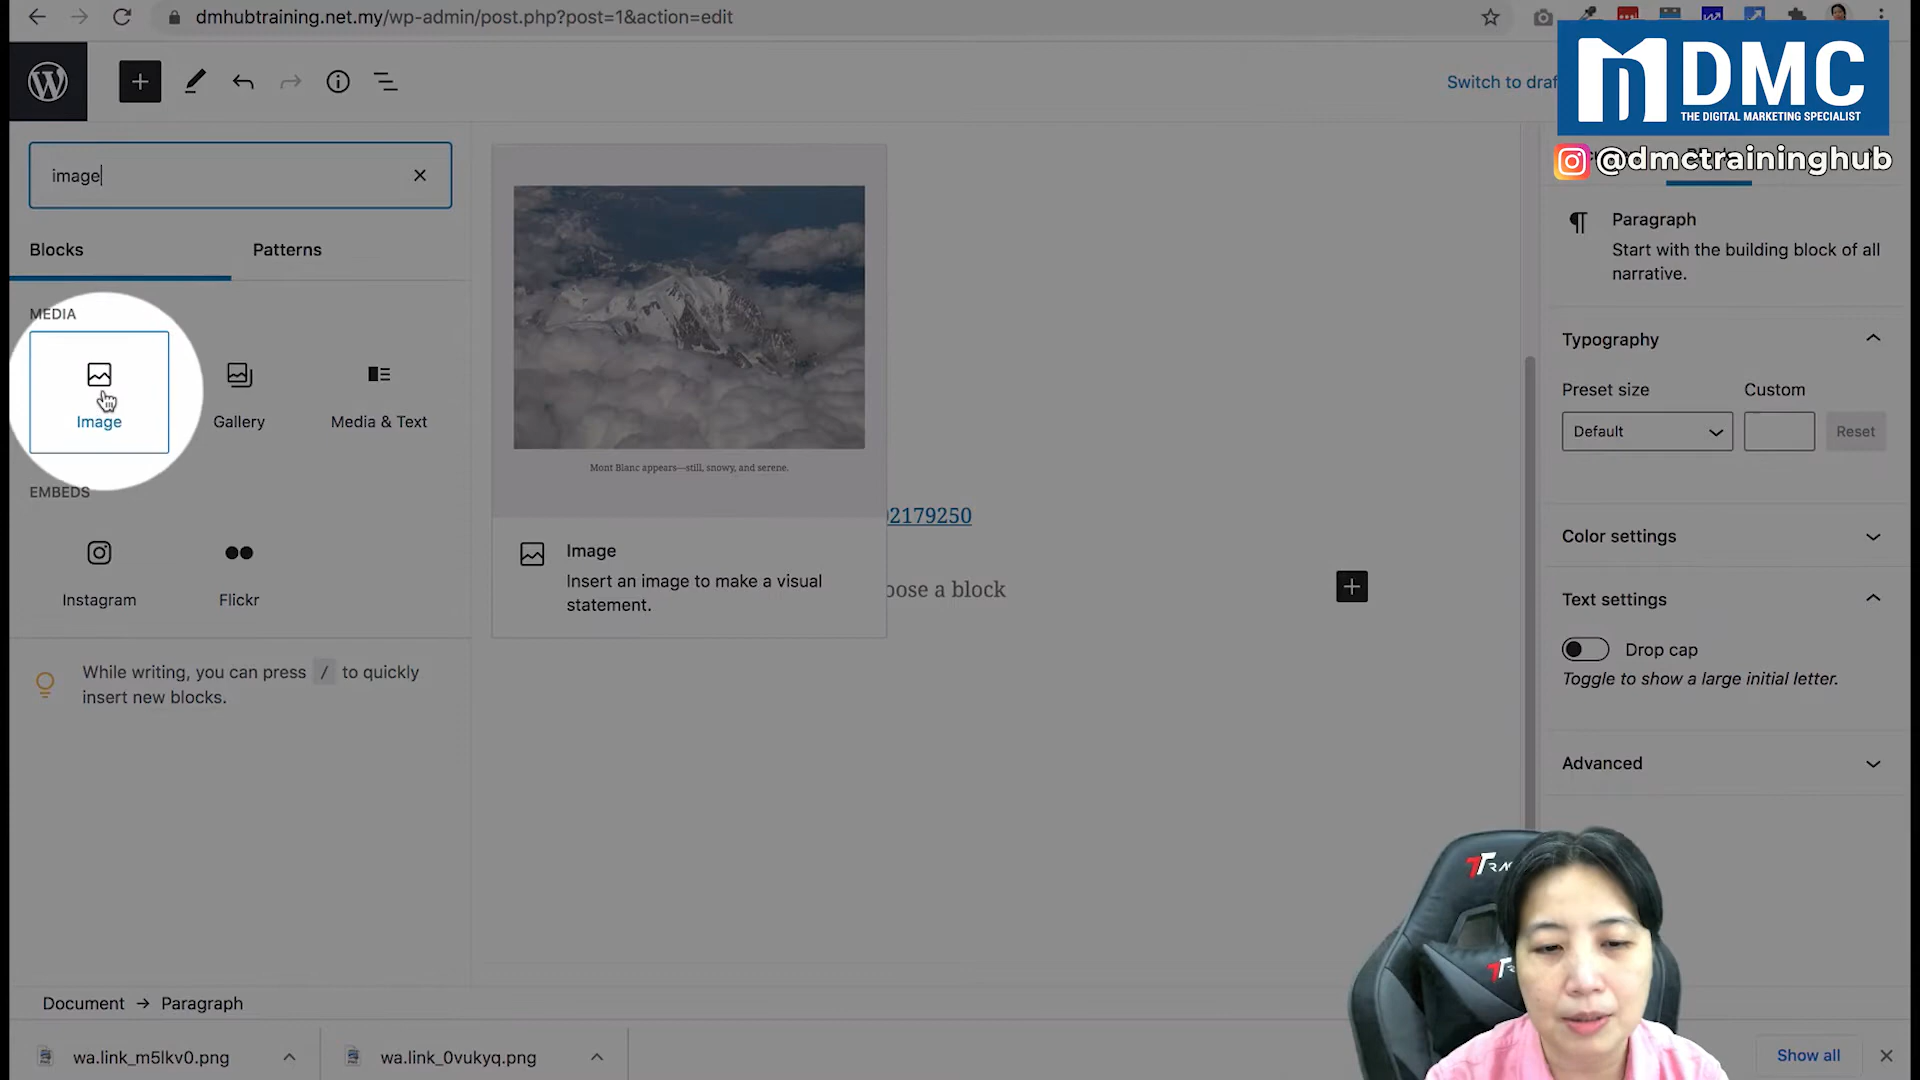 dmhubtraining.net.my/wp-admin/post.php?post=1&action=edit
Switch to draf
DMC
THE DIGITAL MARKETING SPECIALIST
@dmctraininghub
image
Blocks
Patterns
MEDIA
Image
Gallery
Media & Text
EMBEDS
Instagram
Flickr
While writing, you can press / to quickly
insert new blocks.
Mont Blanc appears—still, snowy, and serene.
Image
Insert an image to make a visual
statement.
2179250
oose a block
Paragraph
Start with the building block of all
narrative.
Typography
Preset size
Custom
Default
Reset
Color settings
Text settings
Drop cap
Toggle to show a large initial letter.
Advanced
Document → Paragraph
wa.link_m5lkv0.png
wa.link_0vukyq.png
Show all